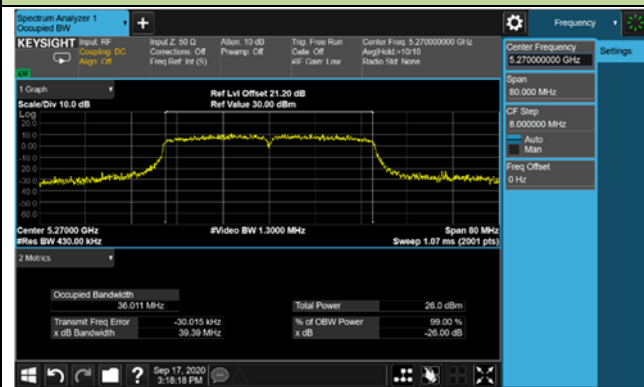 Spectrum Analyzer 1
Occupied BW
Frequency
KEYSIGHT Input: RF
Coupling: DC
Align: Off
Input Z: 50 Ω
Corrections: Off
Freq Ref: Int (S)
Atten: 10 dB
Preamp: Off
Trig: Free Run
Gate: Off
#IF Gain: Low
Center Freq: 5.270000000 GHz
Avg|Hold:>10/10
Radio Std: None
Center Frequency
5.270000000 GHz
Settings
Span
80.000 MHz
CF Step
8.000000 MHz
Auto
Man
Freq Offset
0 Hz
1 Graph
Scale/Div 10.0 dB
Ref Lvl Offset 21.20 dB
Ref Value 30.00 dBm
Log
20.0
10.0
0.00
-10.0
-20.0
-30.0
-40.0
-50.0
-60.0
Center 5.27000 GHz
#Res BW 430.00 kHz
#Video BW 1.3000 MHz
Span 80 MHz
Sweep 1.07 ms (2001 pts)
2 Metrics
Occupied Bandwidth
36.011 MHz
Total Power 26.0 dBm
Transmit Freq Error -30.015 kHz
% of OBW Power 99.00 %
x dB Bandwidth 39.39 MHz
x dB -26.00 dB
Sep 17, 2020
3:18:18 PM